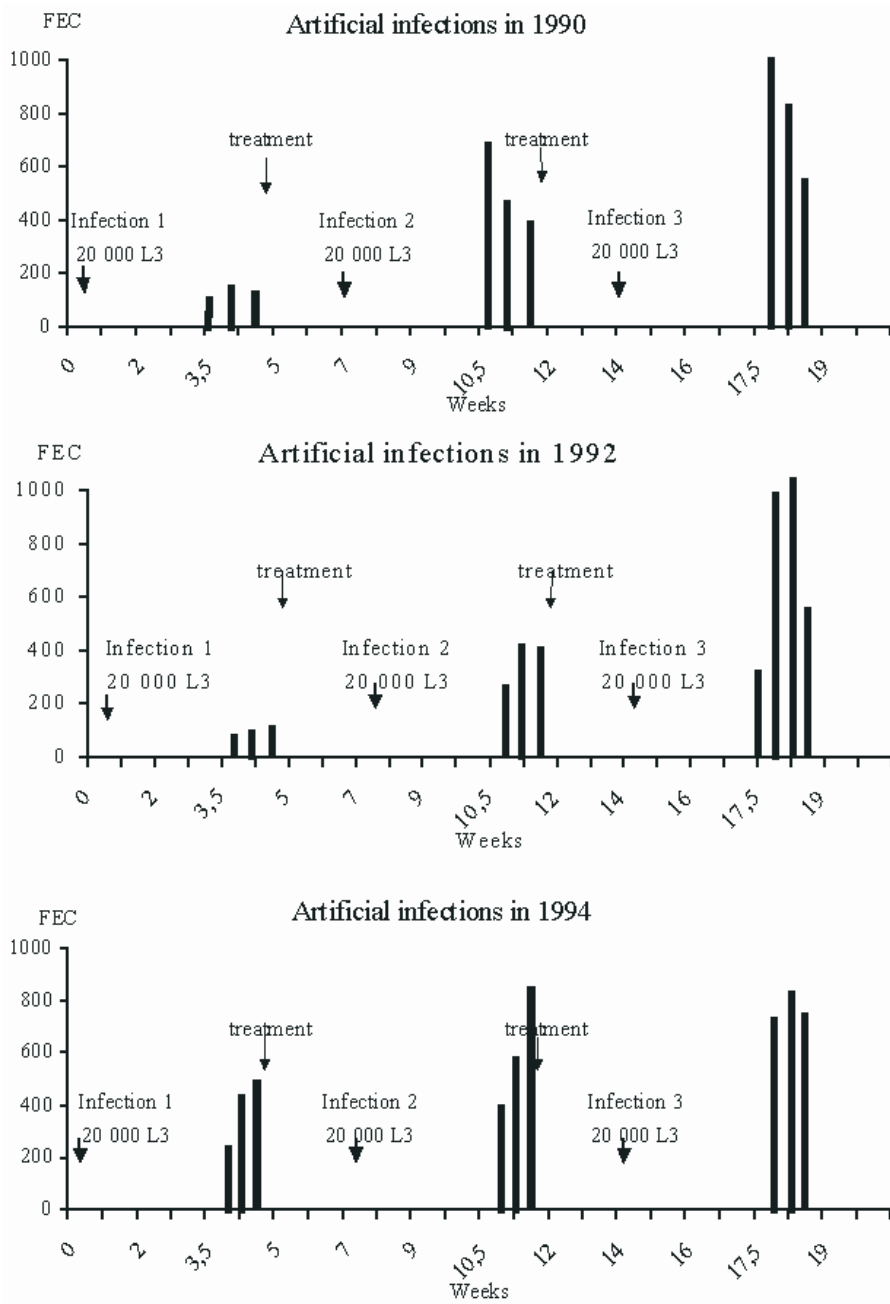 FEC
Artificial infections in 1990
1000
800
treatment treatment
600
Infection 1 Infection 2 Infection 3
400
20 000 L3 20 000 L3 20 000 L3
200
0
0 2 3,5 5 7 9 10,5 12 14 16 17,5 19
Weeks
FEC
Artificial infections in 1992
1000
800
treatment treatment
600
Infection 1 Infection 2 Infection 3
400
20 000 L3 20 000 L3 20 000 L3
200
0
0 2 3,5 5 7 9 10,5 12 14 16 17,5 19
Weeks
FEC
Artificial infections in 1994
1000
800
treatment treatment
600
400
Infection 1 Infection 2 Infection 3
20 000 L3 20 000 L3 20 000 L3
200
0
0 2 3,5 5 7 9 10,5 12 14 16 17,5 19
Weeks